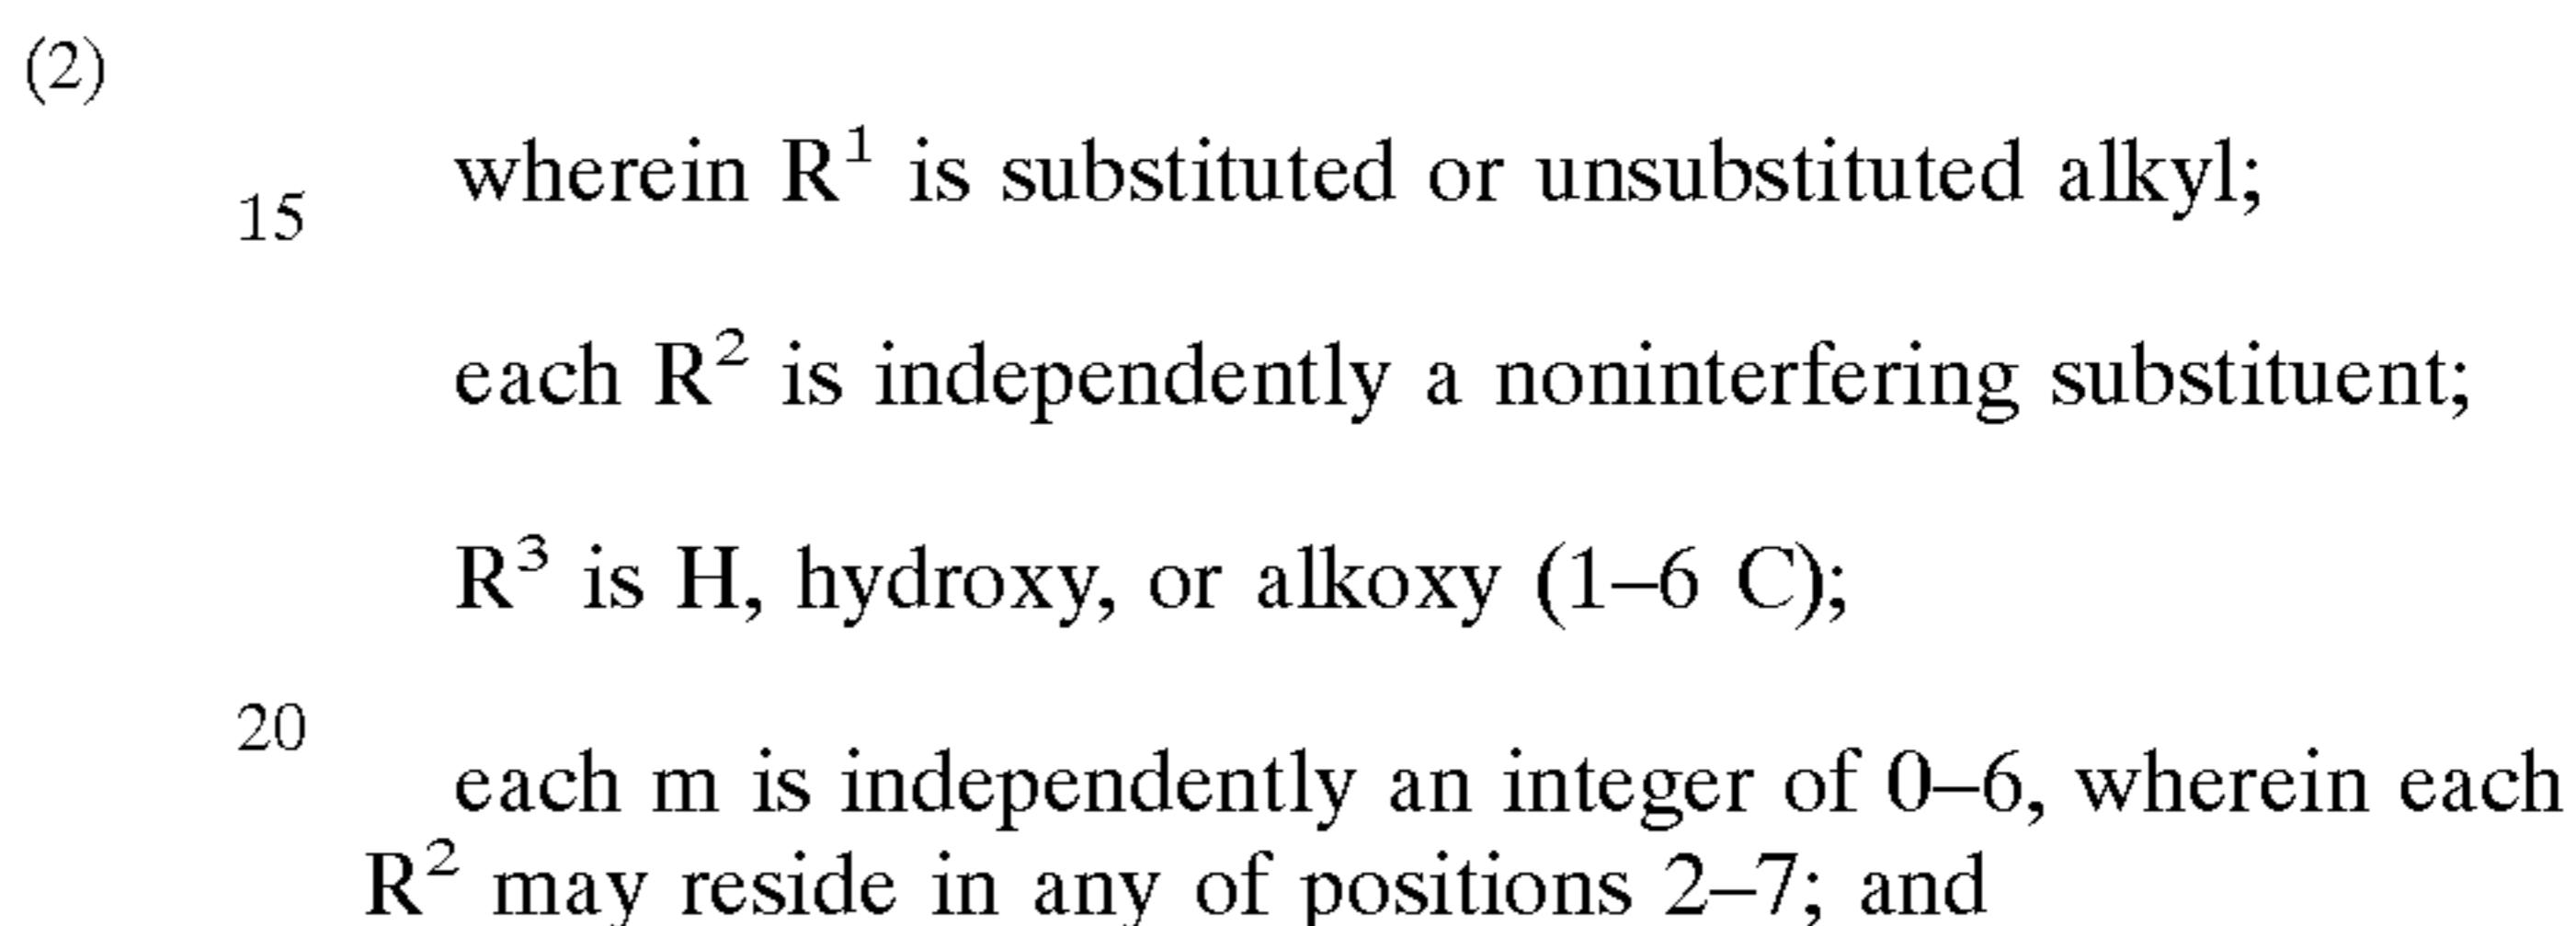 (2)
wherein R¹ is substituted or unsubstituted alkyl;
15
each R² is independently a noninterfering substituent;
R³ is H, hydroxy, or alkoxy (1–6 C);
20
each m is independently an integer of 0–6, wherein each
R² may reside in any of positions 2–7; and